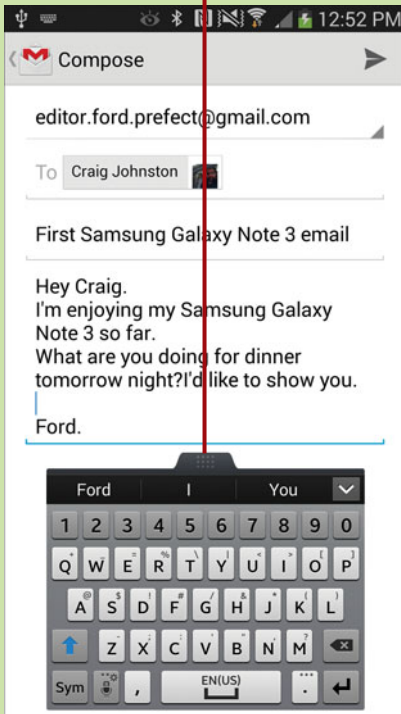 12:52 PM
Compose
editor.ford.prefect@gmail.com
To Craig Johnston
First Samsung Galaxy Note 3 email
Hey Craig.
I'm enjoying my Samsung Galaxy
Note 3 so far.
What are you doing for dinner
tomorrow night?I'd like to show you.
Ford.
Ford I You
1 2 3 4 5 6 7 8 9 0
Q W E R T Y U I O P
A S D F G H J K L
Z X C V B N M
Sym , EN(US) .